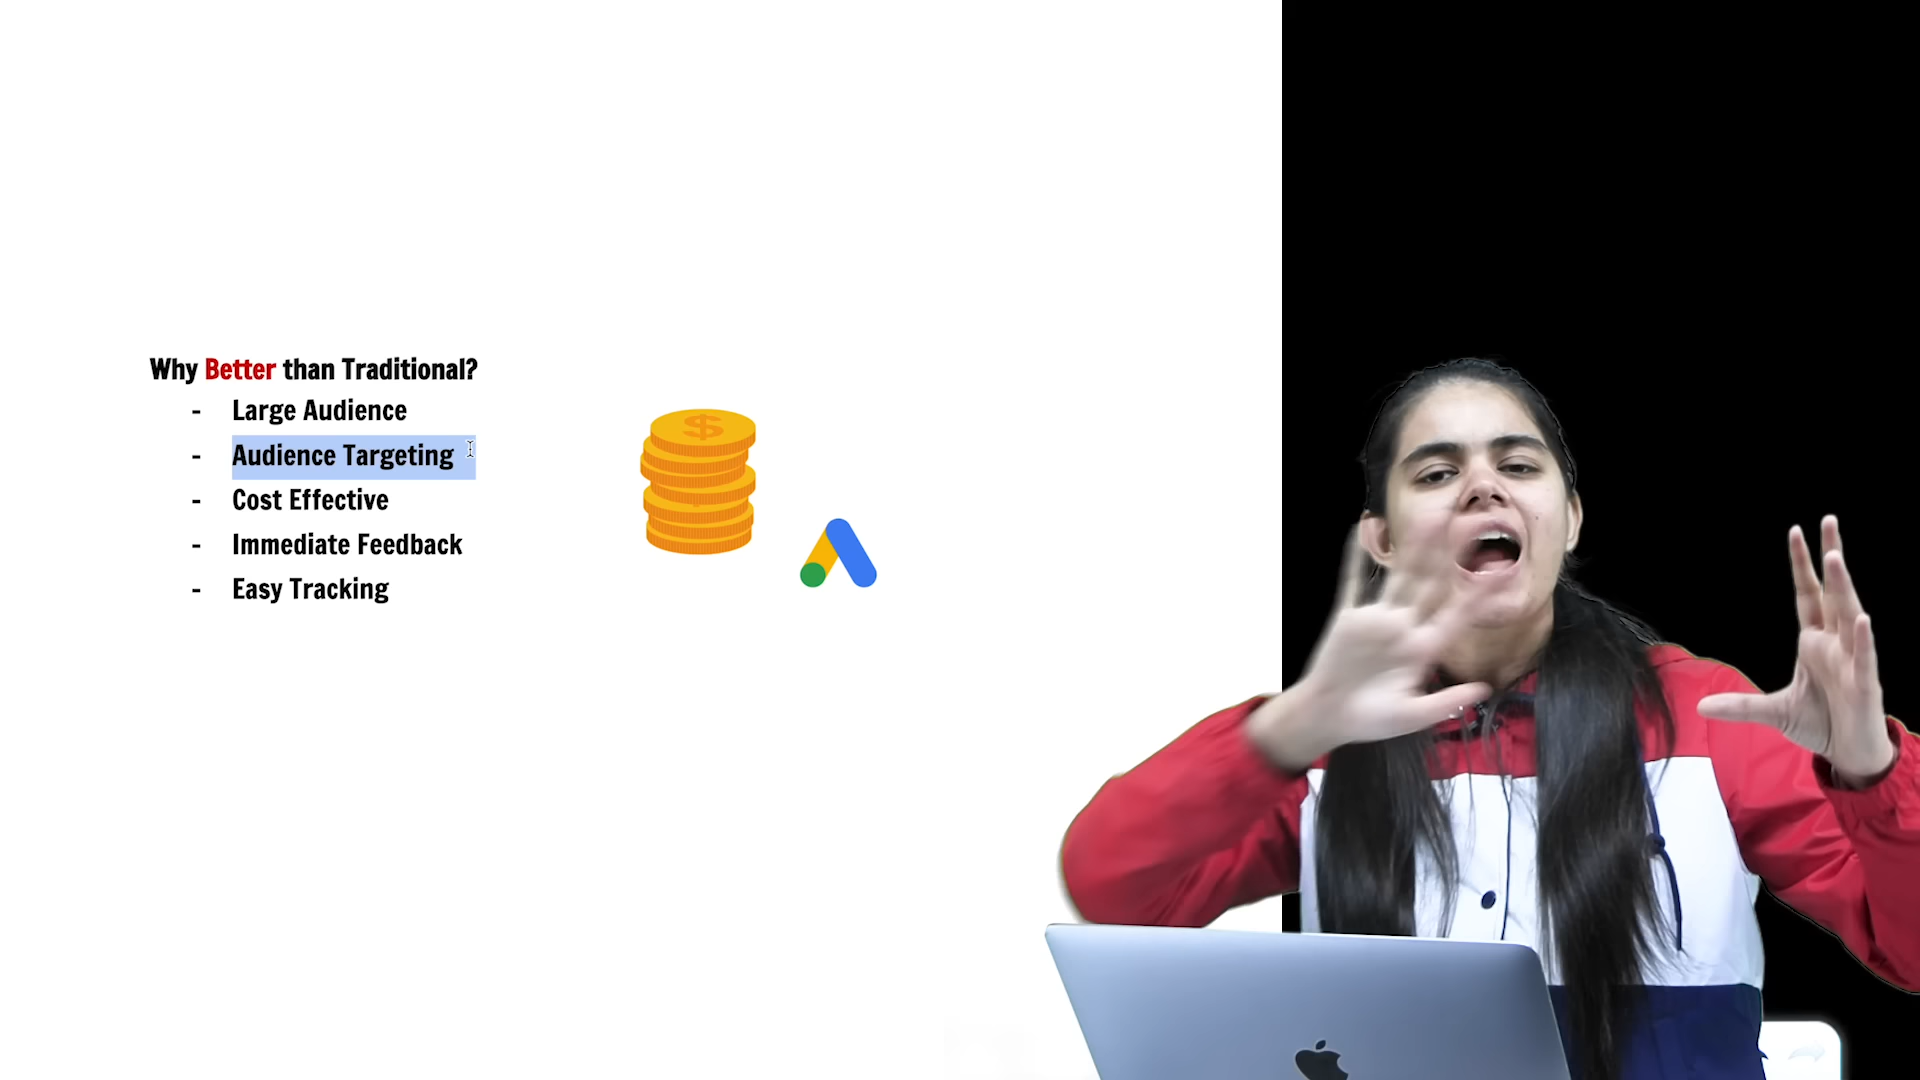 Why Better than Traditional?
- Large Audience
- Audience Targeting
- Cost Effective
- Immediate Feedback
- Easy Tracking
$